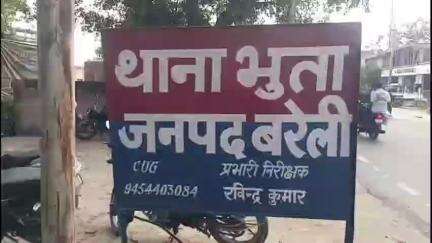 थाना भुता
जनपद बरेली
CUG प्रभारी निरीक्षक
9454403084 रविन्द्र कुमार